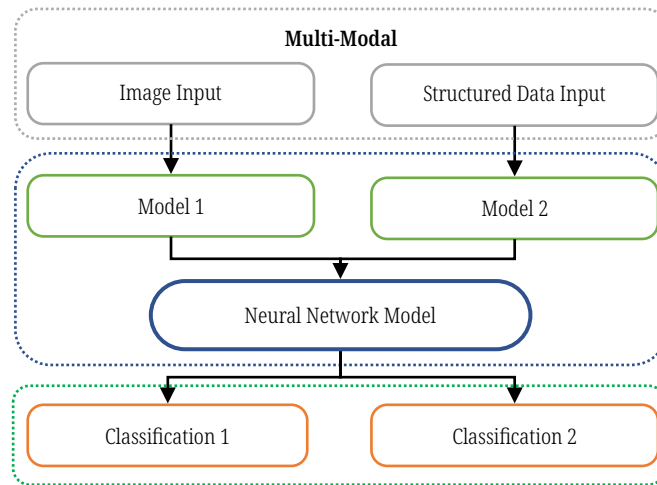 Multi-Modal
Image Input
Structured Data Input
Model 1
Model 2
Neural Network Model
Classification 1
Classification 2